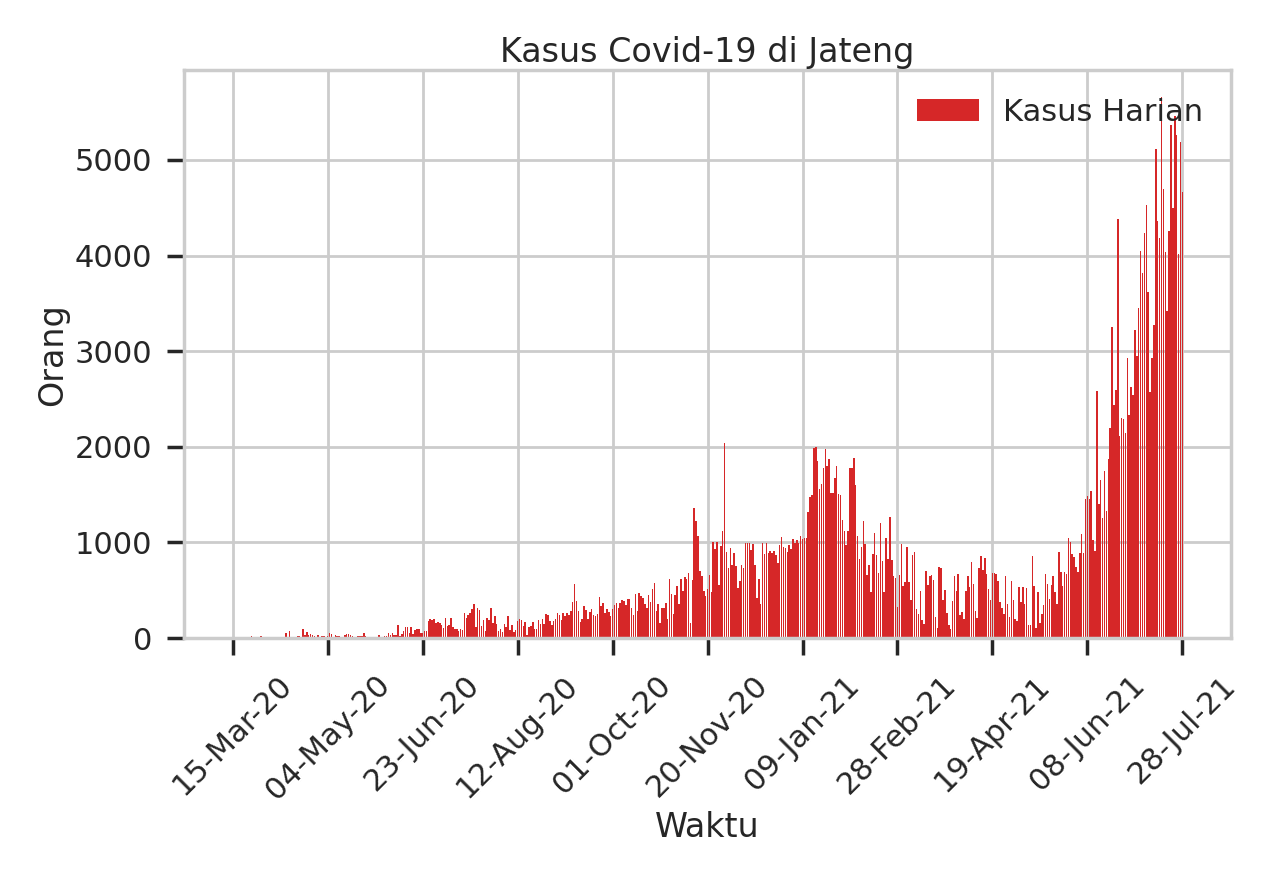 Kasus Covid-19 di Jateng
Kasus Harian
5000
4000
3000
2000
1000
0
Orang
15-Mar-20
04-May-20
23-Jun-20
12-Aug-20
01-Oct-20
20-Nov-20
09-Jan-21
28-Feb-21
19-Apr-21
08-Jun-21
28-Jul-21
Waktu